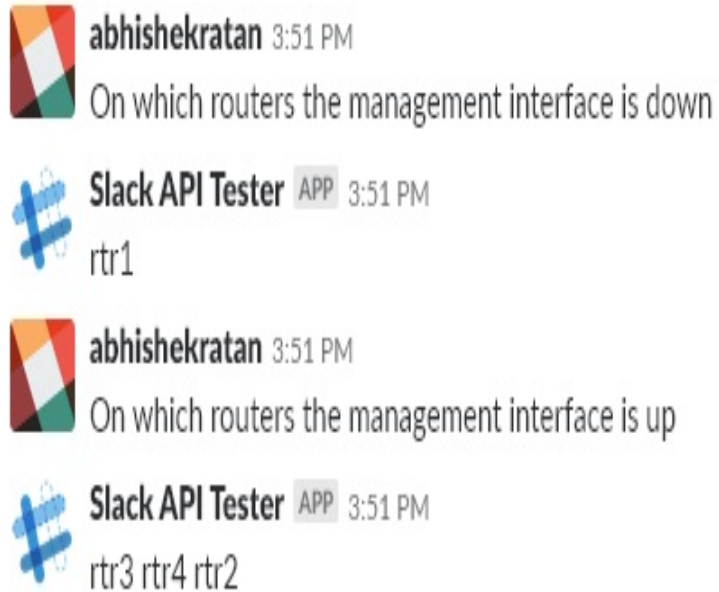 abhishekratan 3:51 PM
On which routers the management interface is down
Slack API Tester APP 3:51 PM
rtr1
abhishekratan 3:51 PM
On which routers the management interface is up
Slack API Tester APP 3:51 PM
rtr3 rtr4 rtr2